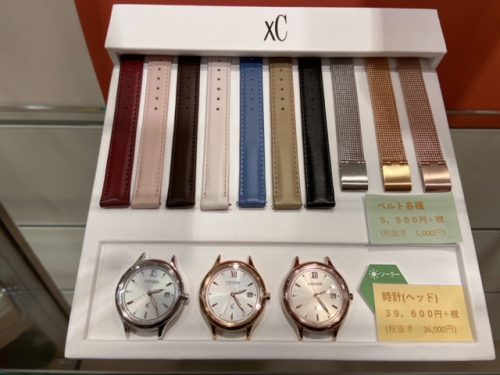 xC
ベルト各種
5,500円+税
(税抜き 5,000円)
ソーラー
時計(ヘッド)
39,600円+税
(税抜き 36,000円)
CITIZEN
CITIZEN
CITIZEN